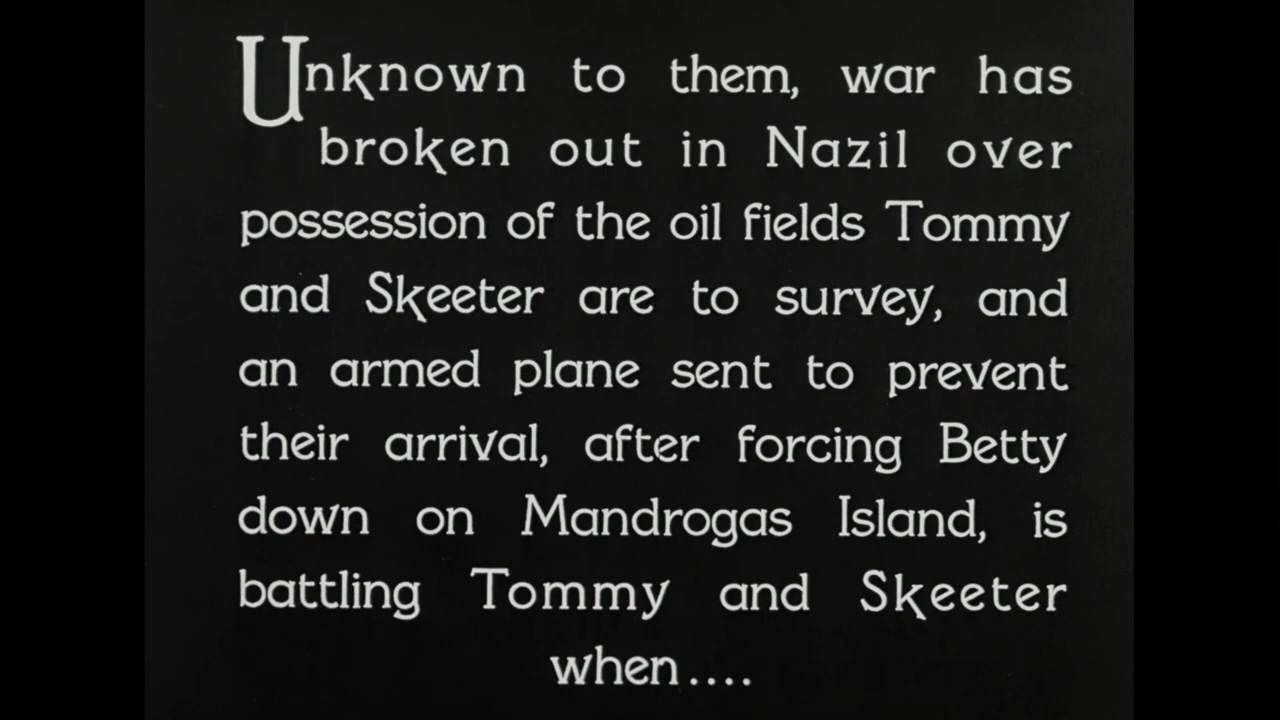 Unknown to them, war has
broken out in Nazil over
possession of the oil fields Tommy
and Skeeter are to survey, and
an armed plane sent to prevent
their arrival, after forcing Betty
down on Mandrogas Island, is
battling Tommy and Skeeter
when....